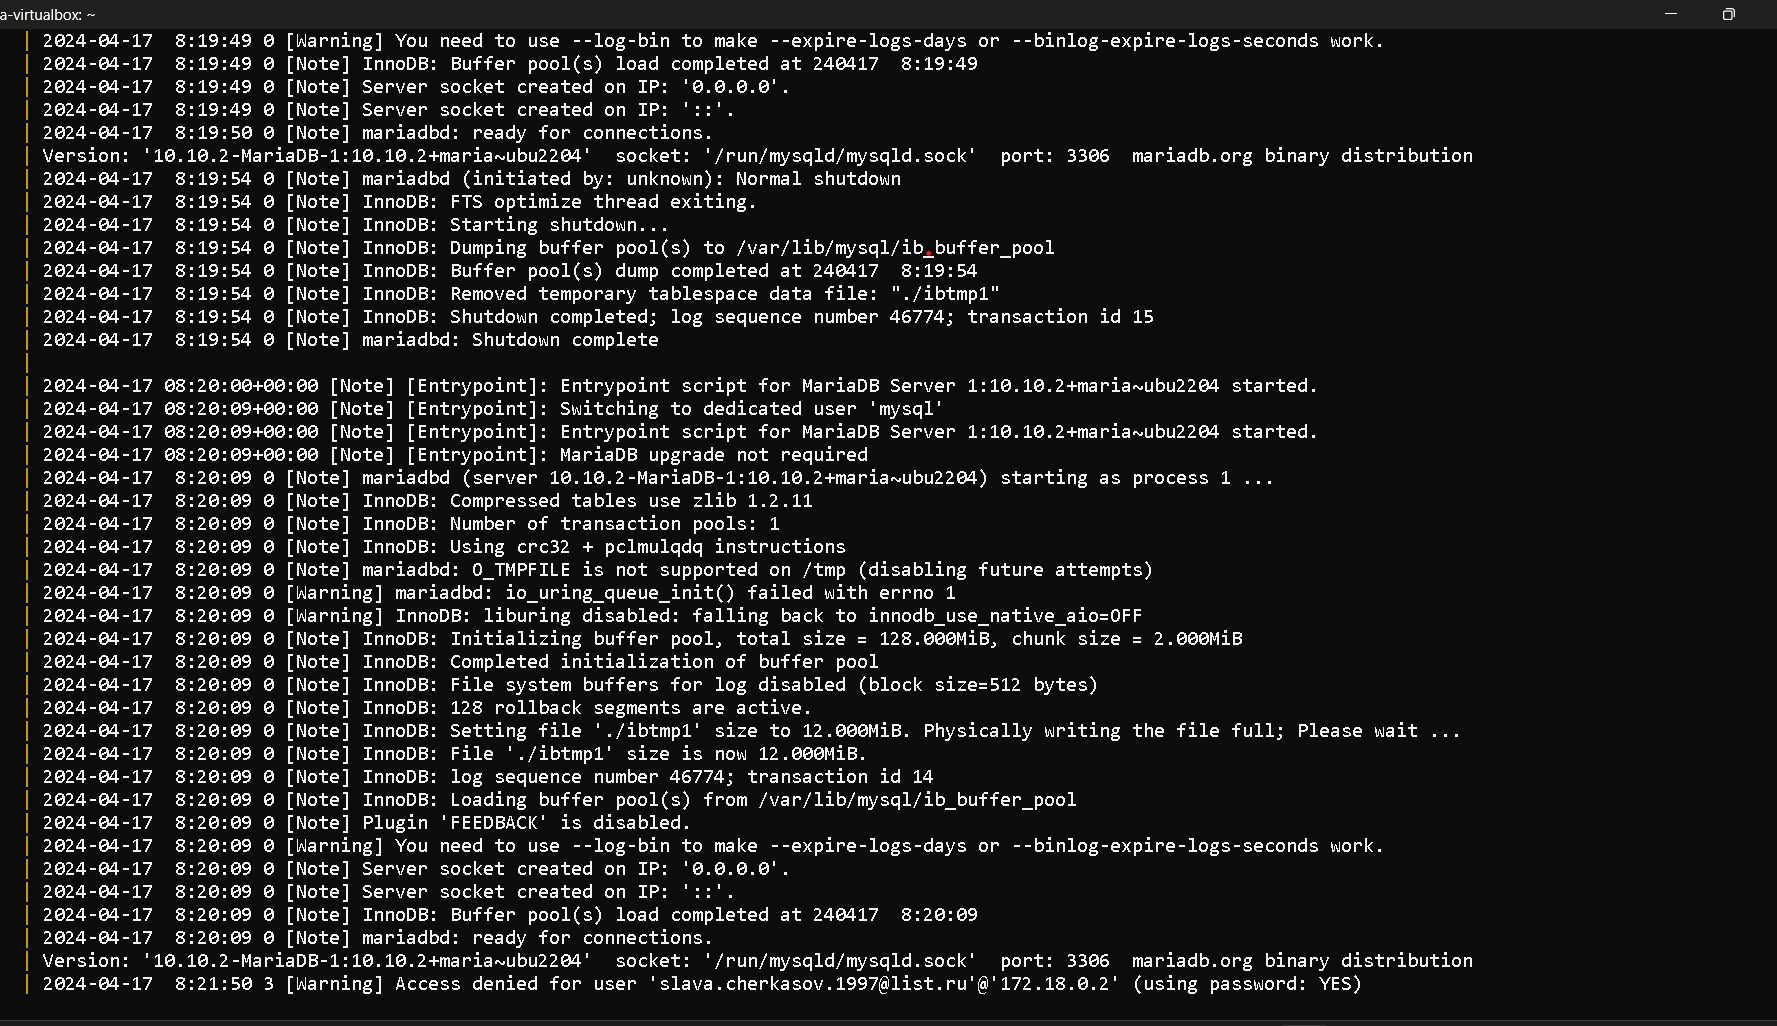 a-virtualbox: ~
2024-04-17  8:19:49 0 [Warning] You need to use --log-bin to make --expire-logs-days or --binlog-expire-logs-seconds work.
2024-04-17  8:19:49 0 [Note] InnoDB: Buffer pool(s) load completed at 240417  8:19:49
2024-04-17  8:19:49 0 [Note] Server socket created on IP: '0.0.0.0'.
2024-04-17  8:19:49 0 [Note] Server socket created on IP: '::'.
2024-04-17  8:19:50 0 [Note] mariadbd: ready for connections.
Version: '10.10.2-MariaDB-1:10.10.2+maria~ubu2204'  socket: '/run/mysqld/mysqld.sock'  port: 3306  mariadb.org binary distribution
2024-04-17  8:19:54 0 [Note] mariadbd (initiated by: unknown): Normal shutdown
2024-04-17  8:19:54 0 [Note] InnoDB: FTS optimize thread exiting.
2024-04-17  8:19:54 0 [Note] InnoDB: Starting shutdown...
2024-04-17  8:19:54 0 [Note] InnoDB: Dumping buffer pool(s) to /var/lib/mysql/ib_buffer_pool
2024-04-17  8:19:54 0 [Note] InnoDB: Buffer pool(s) dump completed at 240417  8:19:54
2024-04-17  8:19:54 0 [Note] InnoDB: Removed temporary tablespace data file: "./ibtmp1"
2024-04-17  8:19:54 0 [Note] InnoDB: Shutdown completed; log sequence number 46774; transaction id 15
2024-04-17  8:19:54 0 [Note] mariadbd: Shutdown complete
2024-04-17 08:20:00+00:00 [Note] [Entrypoint]: Entrypoint script for MariaDB Server 1:10.10.2+maria~ubu2204 started.
2024-04-17 08:20:09+00:00 [Note] [Entrypoint]: Switching to dedicated user 'mysql'
2024-04-17 08:20:09+00:00 [Note] [Entrypoint]: Entrypoint script for MariaDB Server 1:10.10.2+maria~ubu2204 started.
2024-04-17 08:20:09+00:00 [Note] [Entrypoint]: MariaDB upgrade not required
2024-04-17  8:20:09 0 [Note] mariadbd (server 10.10.2-MariaDB-1:10.10.2+maria~ubu2204) starting as process 1 ...
2024-04-17  8:20:09 0 [Note] InnoDB: Compressed tables use zlib 1.2.11
2024-04-17  8:20:09 0 [Note] InnoDB: Number of transaction pools: 1
2024-04-17  8:20:09 0 [Note] InnoDB: Using crc32 + pclmulqdq instructions
2024-04-17  8:20:09 0 [Note] mariadbd: O_TMPFILE is not supported on /tmp (disabling future attempts)
2024-04-17  8:20:09 0 [Warning] mariadbd: io_uring_queue_init() failed with errno 1
2024-04-17  8:20:09 0 [Warning] InnoDB: liburing disabled: falling back to innodb_use_native_aio=OFF
2024-04-17  8:20:09 0 [Note] InnoDB: Initializing buffer pool, total size = 128.000MiB, chunk size = 2.000MiB
2024-04-17  8:20:09 0 [Note] InnoDB: Completed initialization of buffer pool
2024-04-17  8:20:09 0 [Note] InnoDB: File system buffers for log disabled (block size=512 bytes)
2024-04-17  8:20:09 0 [Note] InnoDB: 128 rollback segments are active.
2024-04-17  8:20:09 0 [Note] InnoDB: Setting file './ibtmp1' size to 12.000MiB. Physically writing the file full; Please wait ...
2024-04-17  8:20:09 0 [Note] InnoDB: File './ibtmp1' size is now 12.000MiB.
2024-04-17  8:20:09 0 [Note] InnoDB: log sequence number 46774; transaction id 14
2024-04-17  8:20:09 0 [Note] InnoDB: Loading buffer pool(s) from /var/lib/mysql/ib_buffer_pool
2024-04-17  8:20:09 0 [Note] Plugin 'FEEDBACK' is disabled.
2024-04-17  8:20:09 0 [Warning] You need to use --log-bin to make --expire-logs-days or --binlog-expire-logs-seconds work.
2024-04-17  8:20:09 0 [Note] Server socket created on IP: '0.0.0.0'.
2024-04-17  8:20:09 0 [Note] Server socket created on IP: '::'.
2024-04-17  8:20:09 0 [Note] InnoDB: Buffer pool(s) load completed at 240417  8:20:09
2024-04-17  8:20:09 0 [Note] mariadbd: ready for connections.
Version: '10.10.2-MariaDB-1:10.10.2+maria~ubu2204'  socket: '/run/mysqld/mysqld.sock'  port: 3306  mariadb.org binary distribution
2024-04-17  8:21:50 3 [Warning] Access denied for user 'slava.cherkasov.1997@list.ru'@'172.18.0.2' (using password: YES)